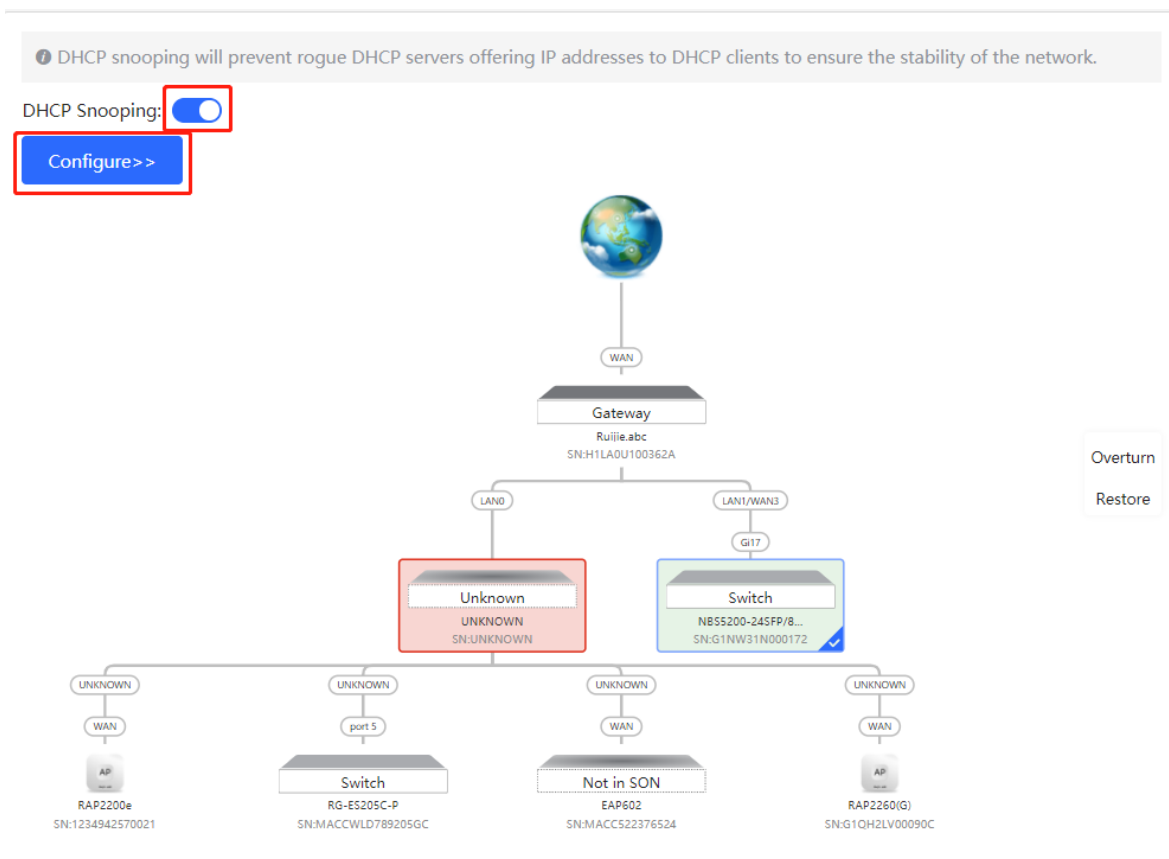 DHCP snooping will prevent rogue DHCP servers offering IP addresses to DHCP clients to ensure the stability of the network.
DHCP Snooping:
Configure>>
WAN
Gateway
Ruijie.abc
SN:H1LA0U100362A
Overturn
Restore
LAN0
LAN1/WAN3
Gi17
Unknown
UNKNOWN
SN:UNKNOWN
Switch
NBS5200-24SFP/8...
SN:G1NW31N000172
UNKNOWN
UNKNOWN
UNKNOWN
UNKNOWN
WAN
port 5
WAN
WAN
AP
RAP2200e
SN:1234942570021
Switch
RG-ES205C-P
SN:MACCWLD789205GC
Not in SON
EAP602
SN:MACC522376524
AP
RAP2260(G)
SN:G1QH2LV00090C